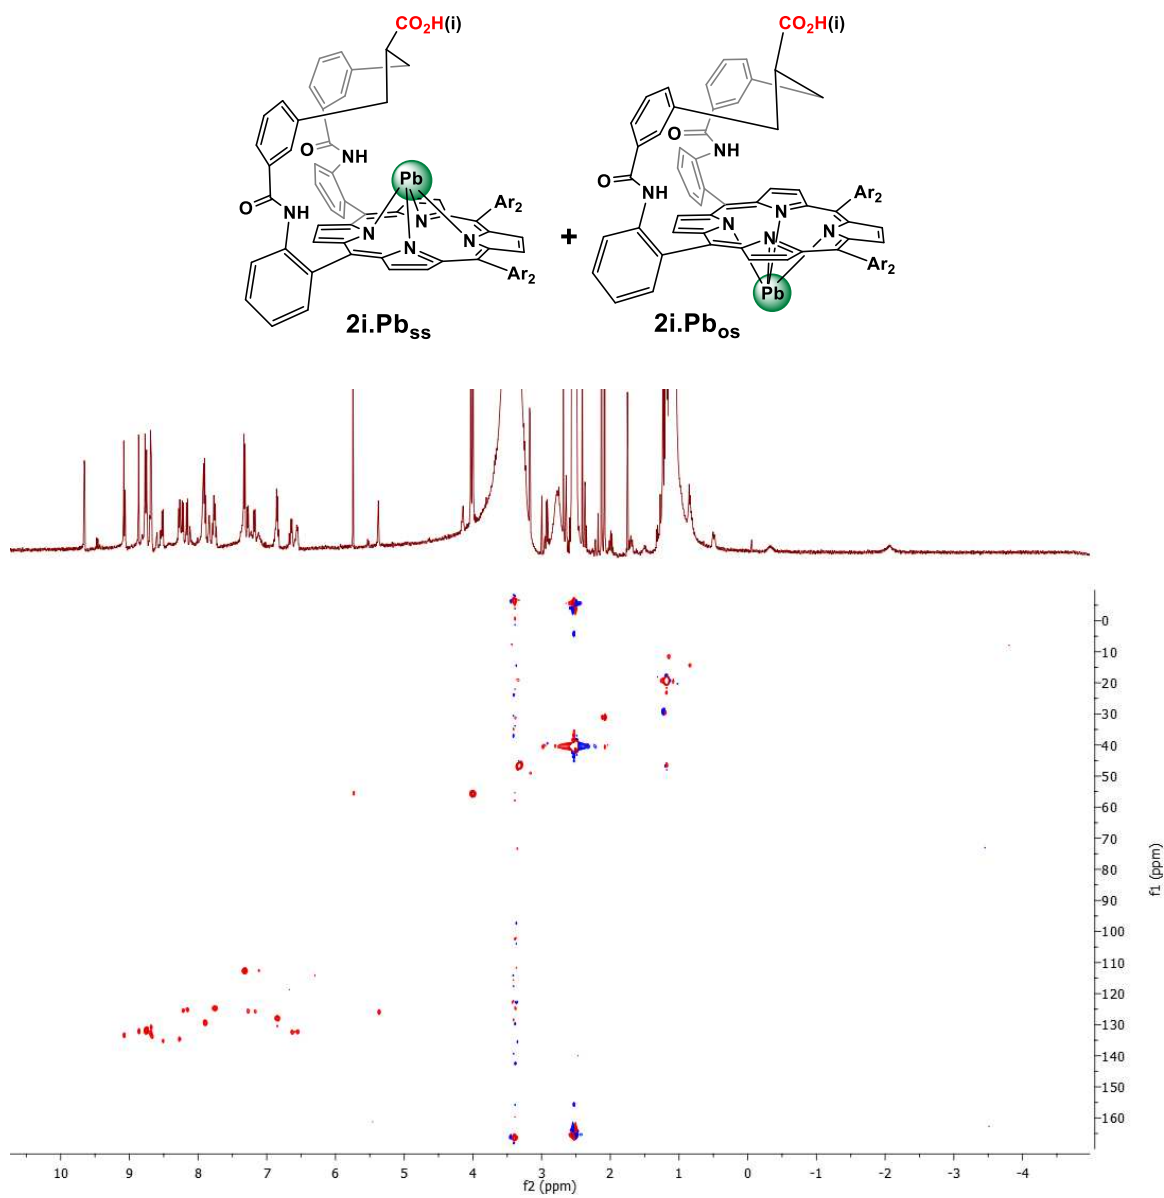 CO2H(i) CO2H(i)
O NH O NH
Pb
O NH Ar2 O NH Ar2
N N N N
N N N N
+
Ar2 Ar2
Pb
2i.Pbss 2i.Pbos
0
10
20
30
40
50
60
70
80
90
100
110
120
130
140
150
160
f1 (ppm)
10 9 8 7 6 5 4 3 2 1 0 -1 -2 -3 -4
f2 (ppm)